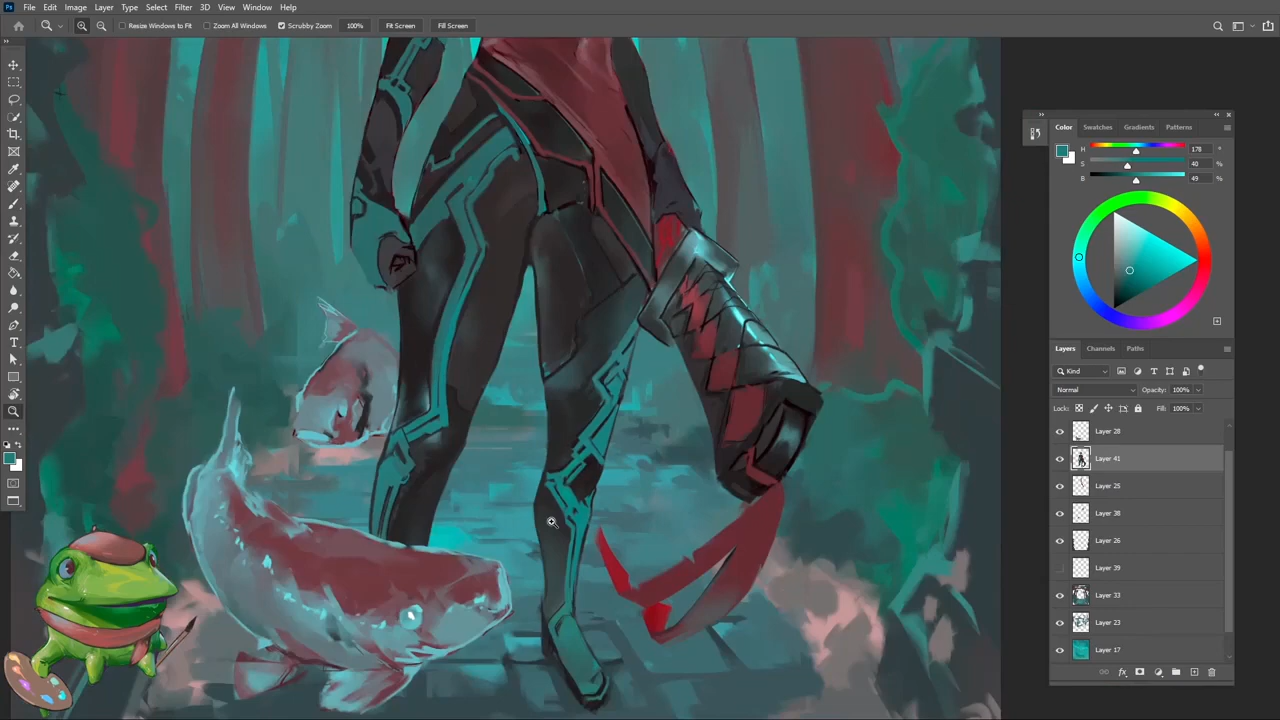 Ps File Edit Image Layer Type Select Filter 3D View Window Help
Resize Windows to Fit Zoom All Windows Scrubby Zoom 100% Fit Screen Fill Screen
Color Swatches Gradients Patterns
H 178 °
S 40 %
B 49 %
Layers Channels Paths
Kind
Normal Opacity: 100%
Lock: Fill: 100%
Layer 28
Layer 41
Layer 25
Layer 38
Layer 26
Layer 39
Layer 33
Layer 23
Layer 17
fx